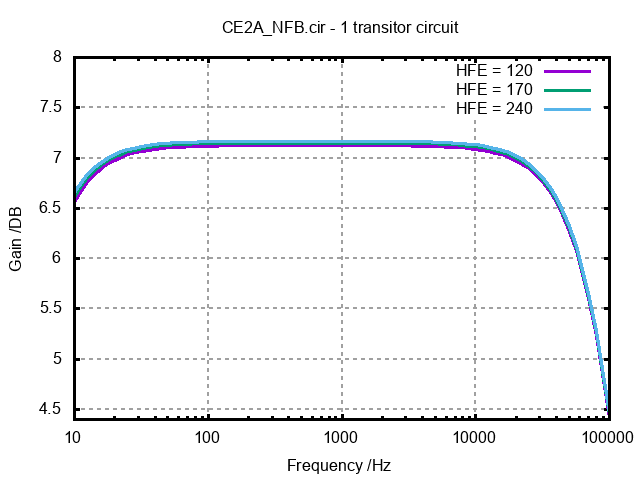 CE2A_NFB.cir - 1 transitor circuit
HFE = 120
HFE = 170
HFE = 240
8
7.5
7
6.5
6
5.5
5
4.5
Gain /DB
10 100 1000 10000 100000
Frequency /Hz